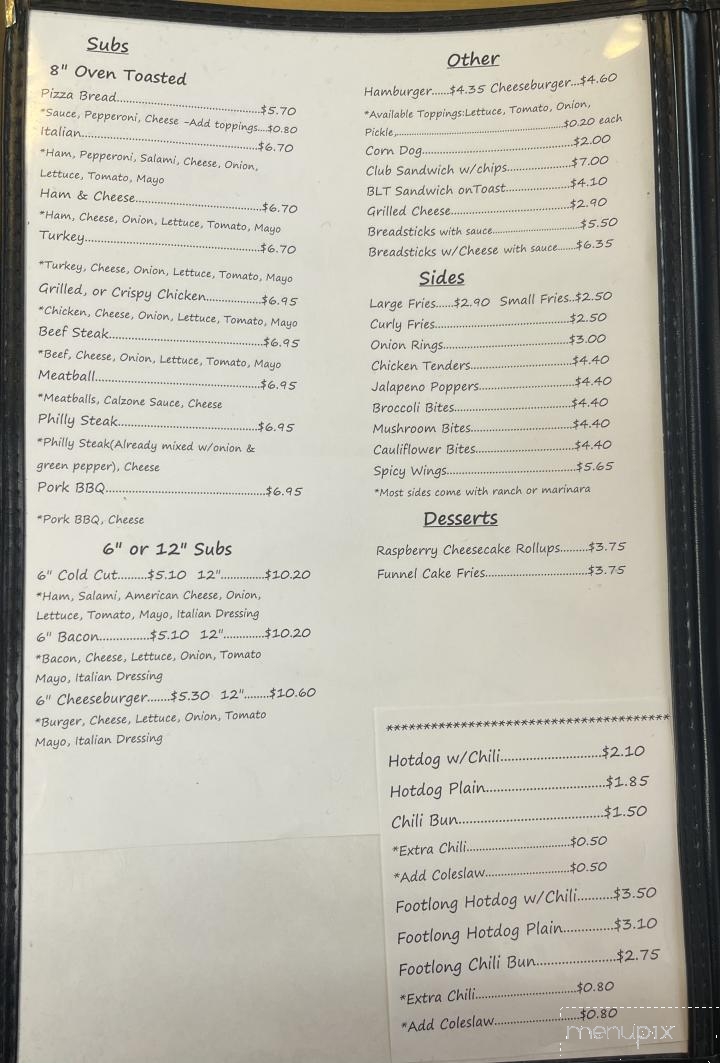 Subs
8" Oven Toasted
Pizza Bread..............................$5.70
*Sauce, Pepperoni, Cheese -Add toppings....$0.80
Italian........................................$6.70
*Ham, Pepperoni, Salami, Cheese, Onion,
Lettuce, Tomato, Mayo
Ham & Cheese...........................$6.70
*Ham, Cheese, Onion, Lettuce, Tomato, Mayo
Turkey......................................$6.70
*Turkey, Cheese, Onion, Lettuce, Tomato, Mayo
Grilled, or Crispy Chicken............$6.95
*Chicken, Cheese, Onion, Lettuce, Tomato, Mayo
Beef Steak................................$6.95
*Beef, Cheese, Onion, Lettuce, Tomato, Mayo
Meatball...................................$6.95
*Meatballs, Calzone Sauce, Cheese
Philly Steak..............................$6.95
*Philly Steak(Already mixed w/onion &
green pepper), Cheese
Pork BBQ..................................$6.95
*Pork BBQ, Cheese
6" or 12" Subs
6" Cold Cut........$5.10 12"............$10.20
*Ham, Salami, American Cheese, Onion,
Lettuce, Tomato, Mayo, Italian Dressing
6" Bacon..............$5.10 12"...........$10.20
*Bacon, Cheese, Lettuce, Onion, Tomato
Mayo, Italian Dressing
6" Cheeseburger......$5.30 12".......$10.60
*Burger, Cheese, Lettuce, Onion, Tomato
Mayo, Italian Dressing
Other
Hamburger.....$4.35 Cheeseburger...$4.60
*Available Toppings:Lettuce, Tomato, Onion,
Pickle,............................................$0.20 each
Corn Dog...................................$2.00
Club Sandwich w/chips...............$7.00
BLT Sandwich onToast...............$4.10
Grilled Cheese...........................$2.90
Breadsticks with sauce.......................$5.50
Breadsticks w/Cheese with sauce......$6.35
Sides
Large Fries.....$2.90 Small Fries..$2.50
Curly Fries...............................$2.50
Onion Rings.............................$3.00
Chicken Tenders.......................$4.40
Jalapeno Poppers.....................$4.40
Broccoli Bites...........................$4.40
Mushroom Bites.......................$4.40
Cauliflower Bites.....................$4.40
Spicy Wings.............................$5.65
*Most sides come with ranch or marinara
Desserts
Raspberry Cheesecake Rollups.......$3.75
Funnel Cake Fries.......................$3.75
**************************************
Hotdog w/Chili.....................$2.10
Hotdog Plain........................$1.85
Chili Bun..............................$1.50
*Extra Chili..........................$0.50
*Add Coleslaw......................$0.50
Footlong Hotdog w/Chili.........$3.50
Footlong Hotdog Plain............$3.10
Footlong Chili Bun.................$2.75
*Extra Chili.........................$0.80
*Add Coleslaw.....................$0.80
menupix